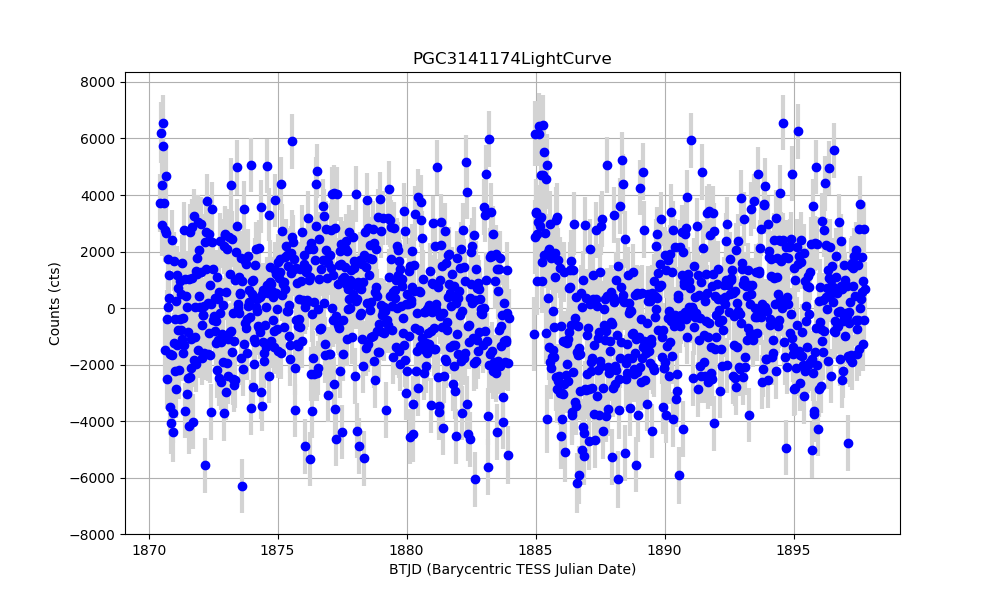 PGC3141174LightCurve
8000
6000
4000
2000
0
−2000
−4000
−6000
−8000
Counts (cts)
1870 1875 1880 1885 1890 1895
BTJD (Barycentric TESS Julian Date)